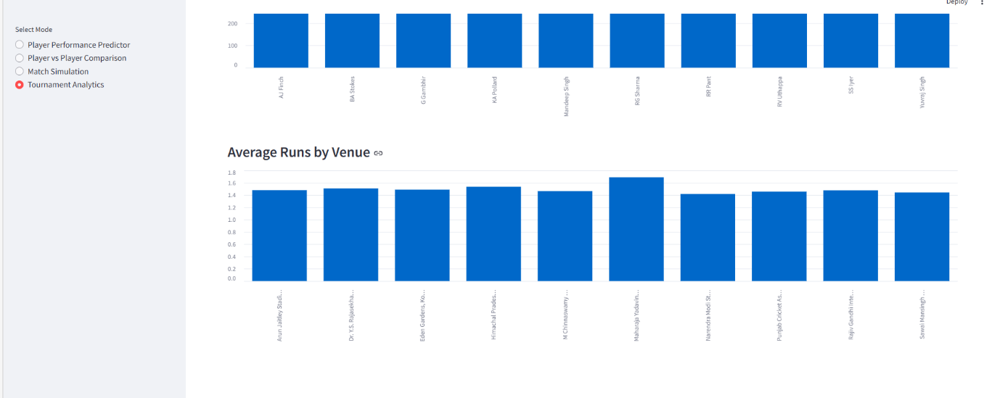 Deploy
Select Mode
Player Performance Predictor
Player vs Player Comparison
Match Simulation
Tournament Analytics
200
100
0
AJ Finch
BA Stokes
G Gambhir
KA Pollard
Mandeep Singh
RG Sharma
RR Pant
RV Uthappa
SS Iyer
Yuvraj Singh
Average Runs by Venue
1.8
1.6
1.4
1.2
1.0
0.8
0.6
0.4
0.2
0.0
Arun Jaitley Stadi...
Dr. Y.S. Rajasekha...
Eden Gardens, Ko...
Himachal Prades...
M Chinnaswamy ...
Maharaja Yadavin...
Narendra Modi St...
Punjab Cricket As...
Rajiv Gandhi Inte...
Sawai Mansingh ...